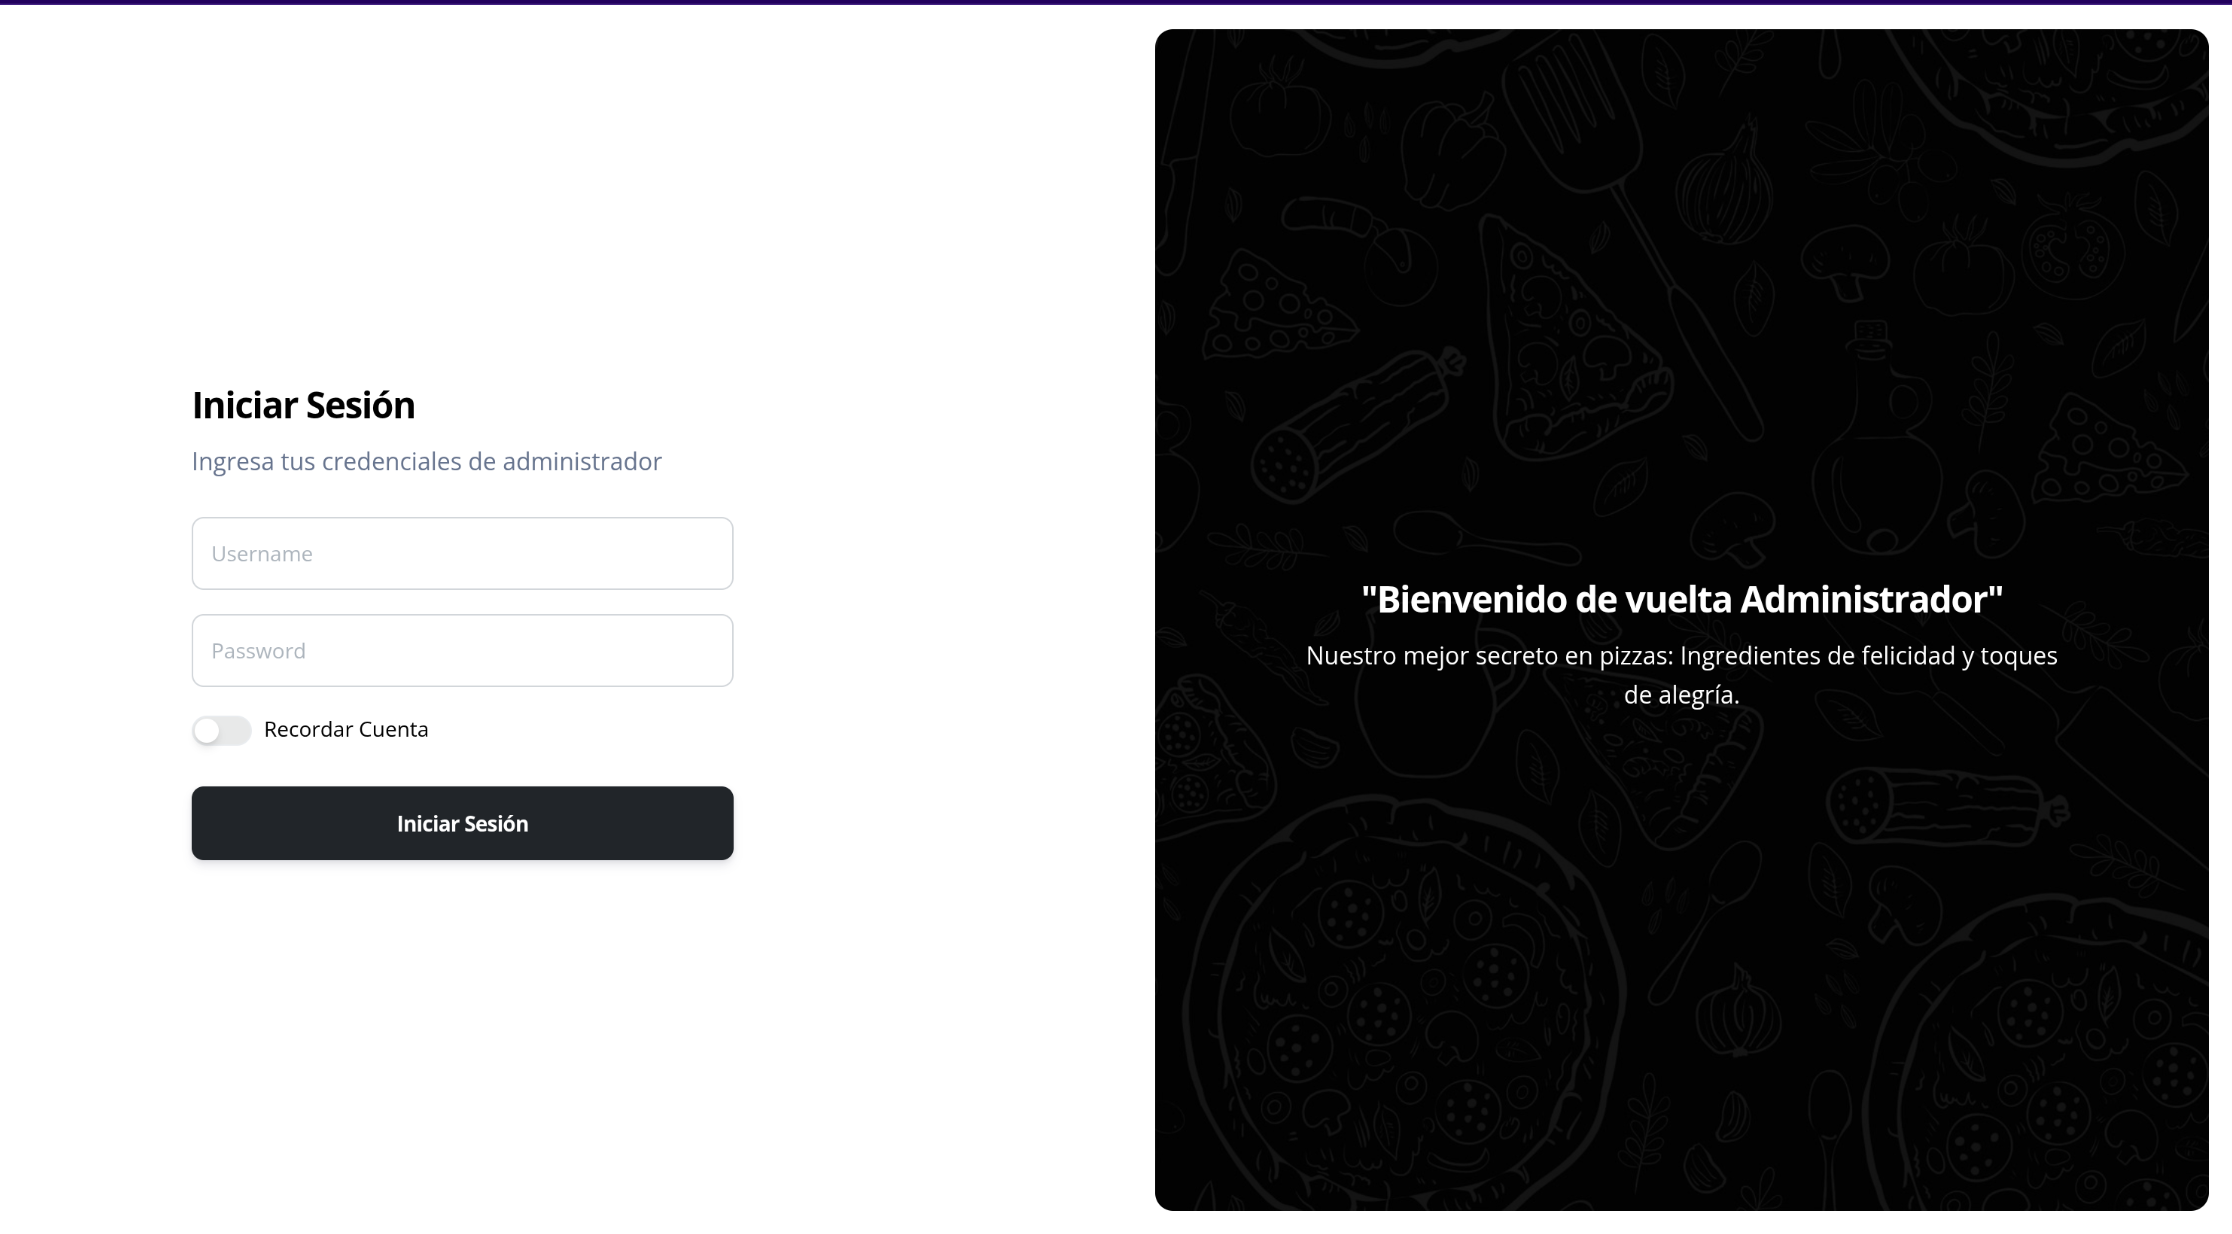 Iniciar Sesión
Ingresa tus credenciales de administrador
Username
Password
Recordar Cuenta
Iniciar Sesión
"Bienvenido de vuelta Administrador"
Nuestro mejor secreto en pizzas: Ingredientes de felicidad y toques
de alegría.